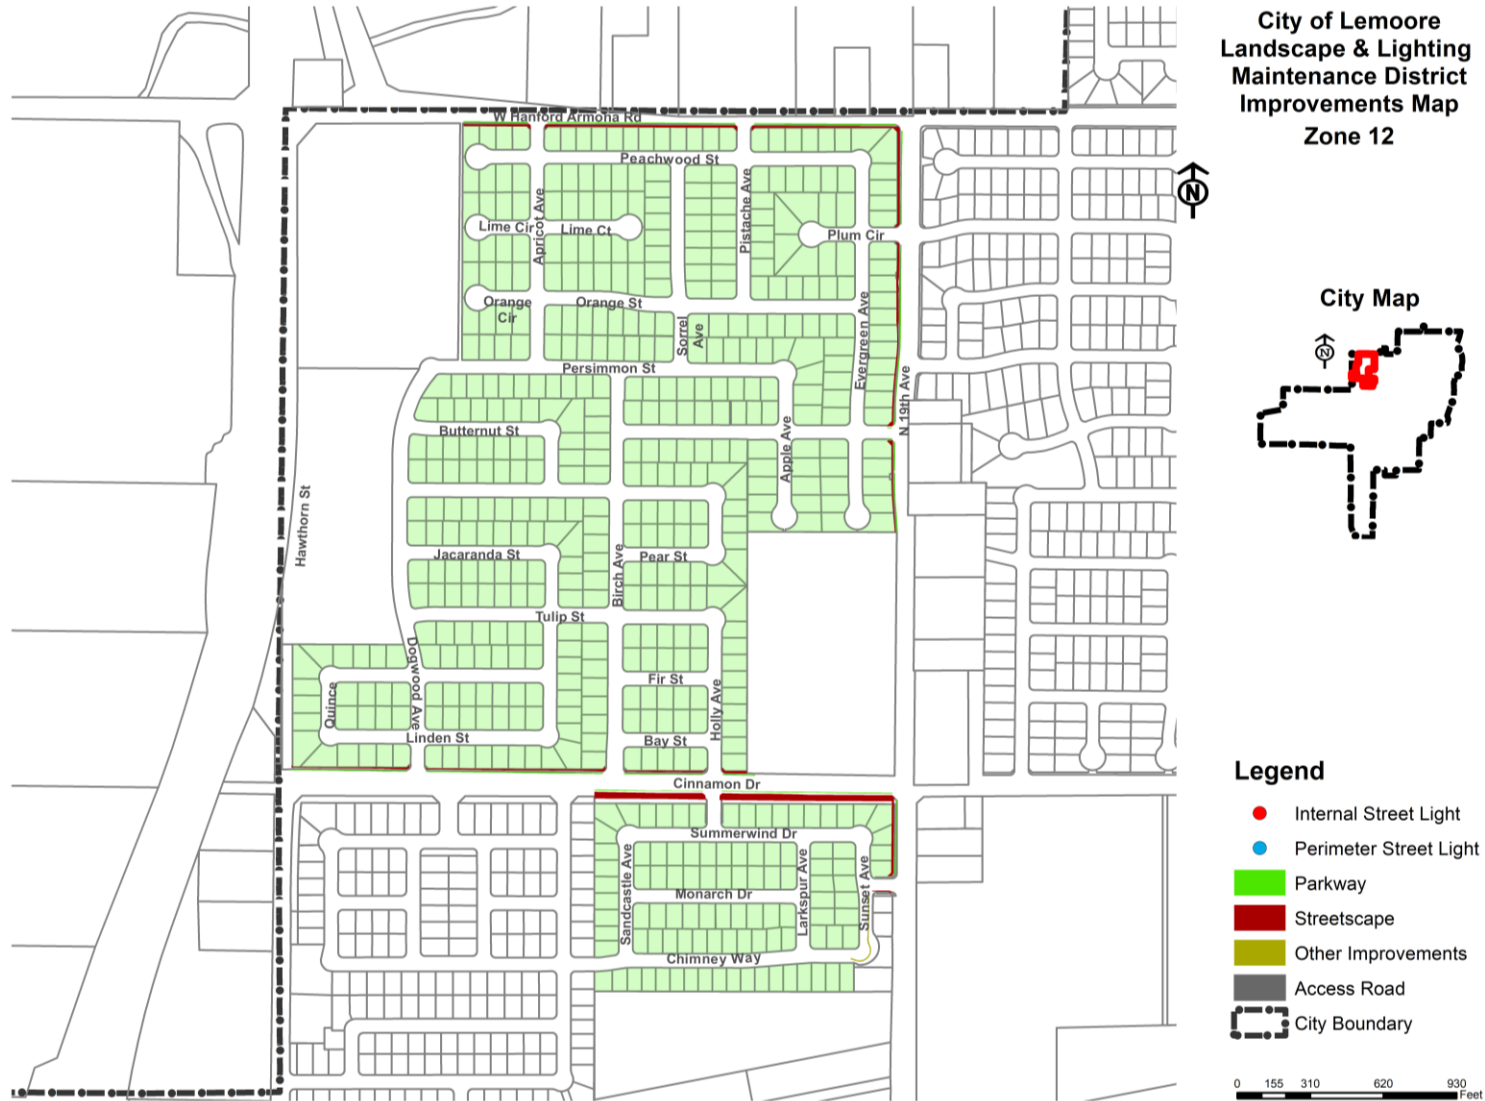 City of Lemoore
Landscape & Lighting
Maintenance District
Improvements Map
Zone 12
N
W Hanford Armona Rd
Peachwood St
Apricot Ave
Pistache Ave
Lime Cir
Lime Ct
Plum Cir
Orange
Cir
Orange St
Sorrel
Ave
Evergreen Ave
Persimmon St
N 19th Ave
Butternut St
Apple Ave
Hawthorn St
Jacaranda St
Birch Ave
Pear St
Tulip St
Dogwood Ave
Fir St
Quince
Holly Ave
Linden St
Bay St
Cinnamon Dr
Summerwind Dr
Sandcastle Ave
Larkspur Ave
Sunset Ave
Monarch Dr
Chimney Way
City Map
N
Legend
Internal Street Light
Perimeter Street Light
Parkway
Streetscape
Other Improvements
Access Road
City Boundary
0 155 310 620 930
Feet